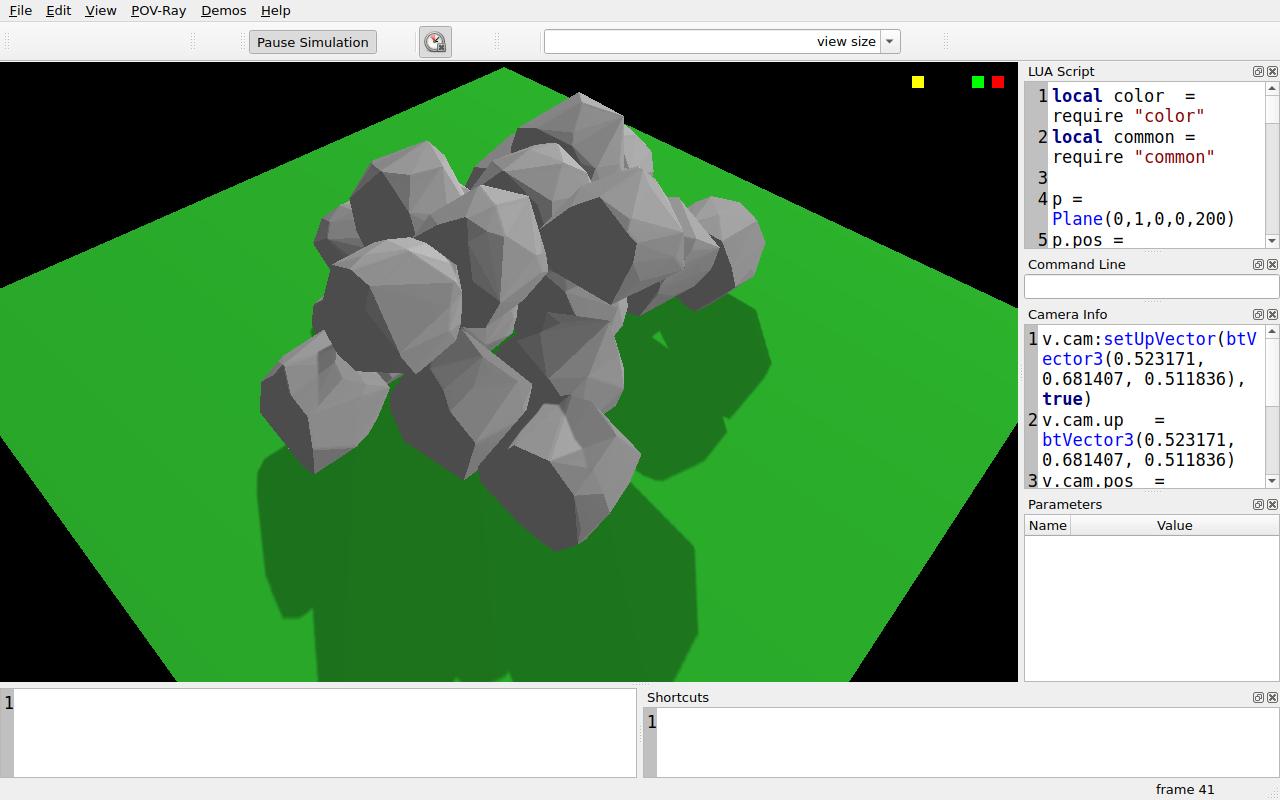 File Edit View POV-Ray Demos Help
Pause Simulation view size
LUA Script
1 local color =
require "color"
2 local common =
require "common"
3
4 p =
Plane(0,1,0,0,200)
5 p.pos =
Command Line
Camera Info
1 v.cam:setUpVector(btV
ector3(0.523171,
0.681407, 0.511836),
true)
2 v.cam.up =
btVector3(0.523171,
0.681407, 0.511836)
3 v.cam.pos =
Parameters
Name Value
1
Shortcuts
1
frame 41